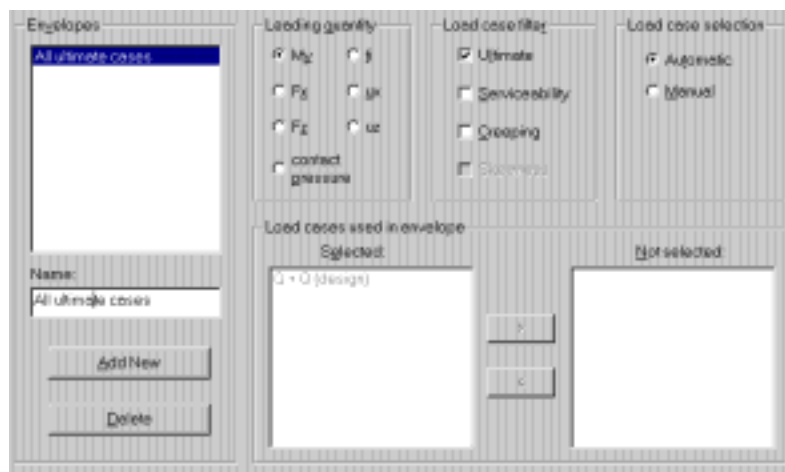 Envelopes
All ultimate cases
Name:
All ultimate cases
Add New
Delete
Leading quantity
My
fi
Fx
ux
Fz
uz
contact
pressure
Load case filter
Ultimate
Serviceability
Creeping
Load case selection
Automatic
Manual
Load cases used in envelope
Selected:
+ Q (design)
>
<
Not selected: